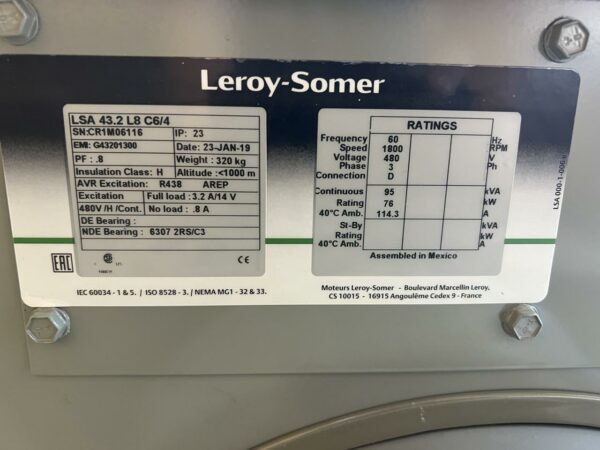 Leroy-Somer
LSA 43.2 L8 C6/4
SN:CR1M06116 IP: 23
EMI: G43201300 Date: 23-JAN-19
PF : .8 Weight : 320 kg
Insulation Class: H Altitude :<1000 m
AVR Excitation: R438 AREP
Excitation Full load : 3.2 A/14 V
480V /H /Cont. No load : .8 A
DE Bearing :
NDE Bearing : 6307 2RS/C3
RATINGS
Frequency 60 Hz
Speed 1800 RPM
Voltage 480 V
Phase 3 Ph
Connection D
Continuous 95 kVA
Rating 76 kW
40°C Amb. 114.3 A
St-By kVA
Rating kW
40°C Amb. A
Assembled in Mexico
LSA 000-1-006
EAC
CE
IEC 60034 - 1 & 5. / ISO 8528 - 3. / NEMA MG1 - 32 & 33.
Moteurs Leroy-Somer - Boulevard Marcellin Leroy,
CS 10015 - 16915 Angoulême Cedex 9 - France